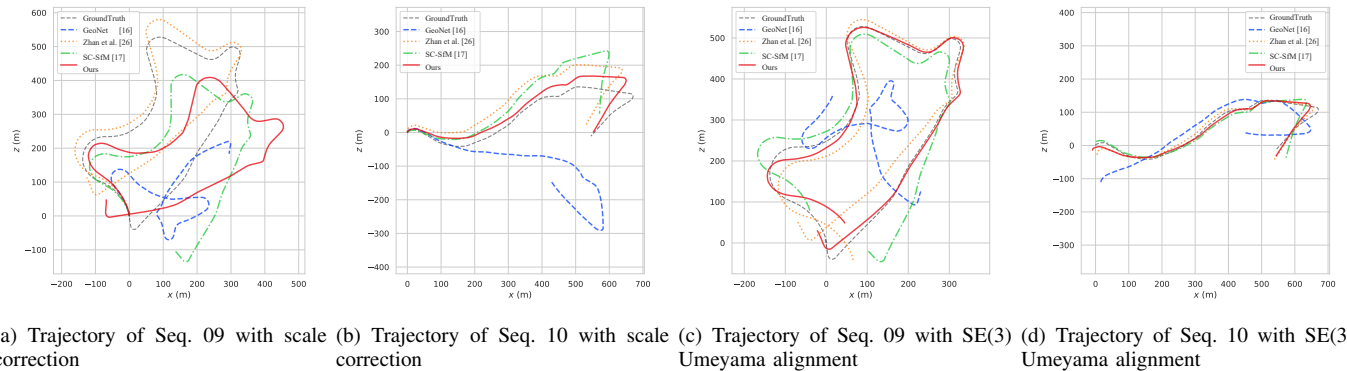 GroundTruth
GeoNet [16]
Zhan et al. [26]
SC-SfM [17]
Ours
600
500
400
300
200
100
0
−100
z (m)
−200 −100 0 100 200 300 400 500
x (m)
GroundTruth
GeoNet [16]
Zhan et al. [26]
SC-SfM [17]
Ours
300
200
100
0
−100
−200
−300
−400
z (m)
0 100 200 300 400 500 600 700
x (m)
GroundTruth
GeoNet [16]
Zhan et al. [26]
SC-SfM [17]
Ours
500
400
300
200
100
0
z (m)
−200 −100 0 100 200 300
x (m)
GroundTruth
GeoNet [16]
Zhan et al. [26]
SC-SfM [17]
Ours
400
300
200
100
0
−100
−200
−300
z (m)
0 100 200 300 400 500 600 700
x (m)
a) Trajectory of Seq. 09 with scale
correction
(b) Trajectory of Seq. 10 with scale
correction
(c) Trajectory of Seq. 09 with SE(3)
Umeyama alignment
(d) Trajectory of Seq. 10 with SE(3
Umeyama alignment